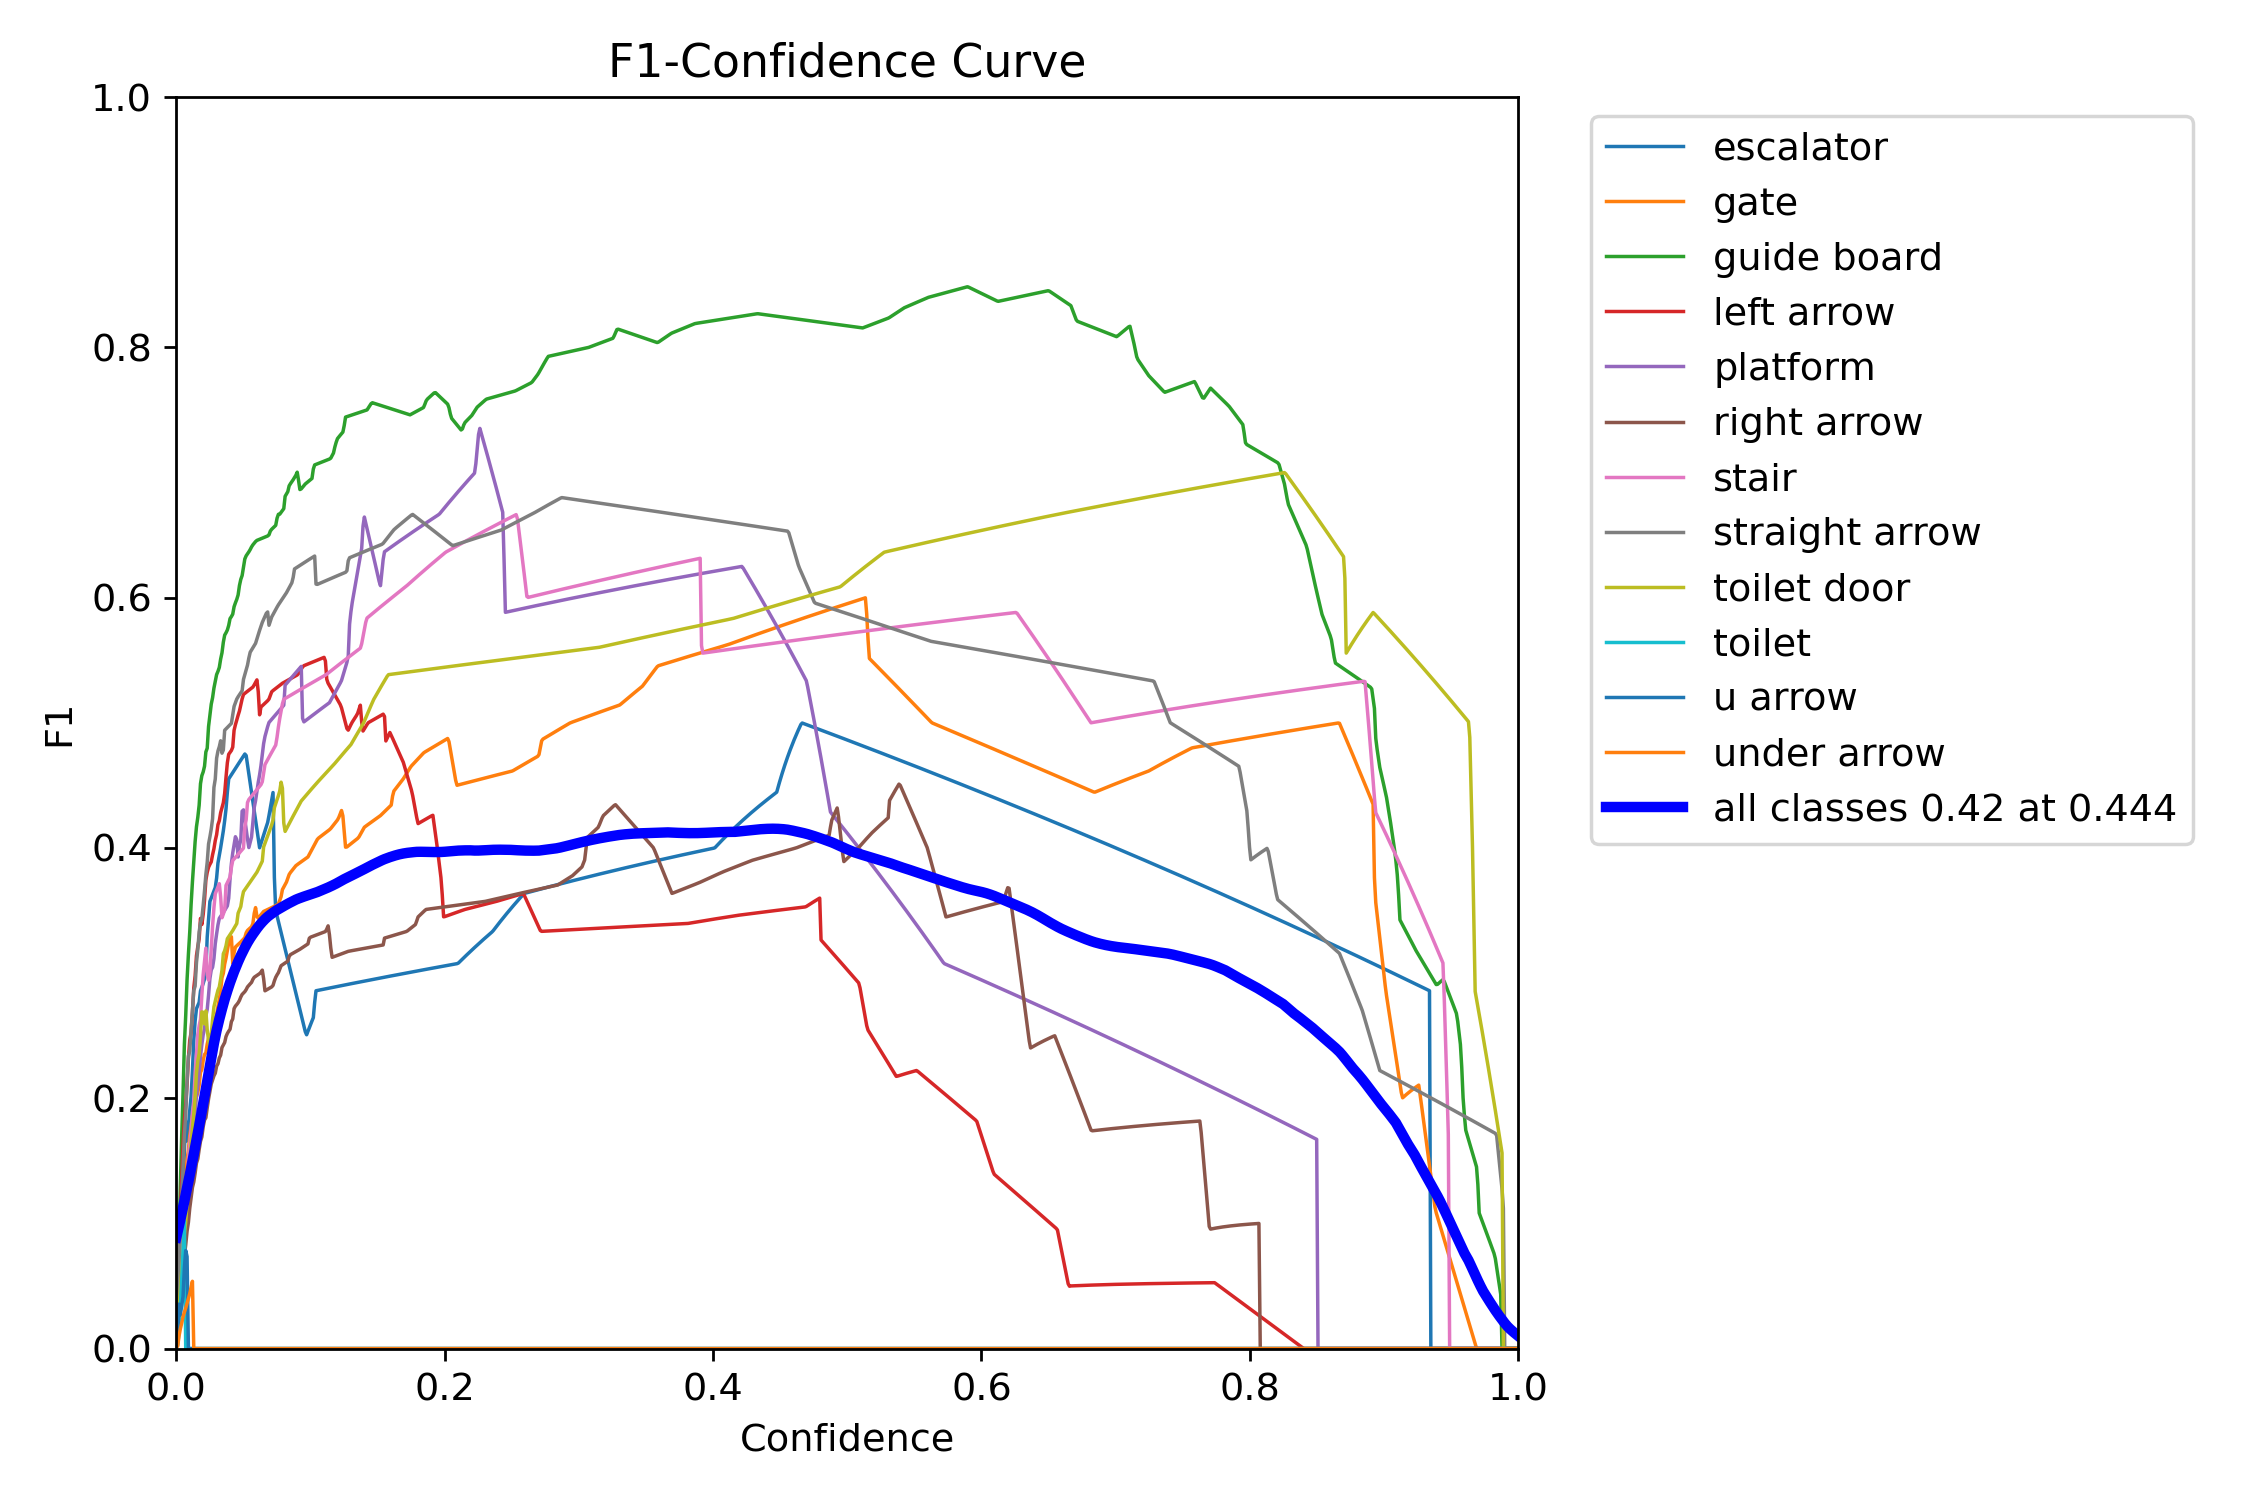 F1-Confidence Curve
1.0
0.8
0.6
0.4
0.2
0.0
F1
0.0 0.2 0.4 0.6 0.8 1.0
Confidence
escalator
gate
guide board
left arrow
platform
right arrow
stair
straight arrow
toilet door
toilet
u arrow
under arrow
all classes 0.42 at 0.444